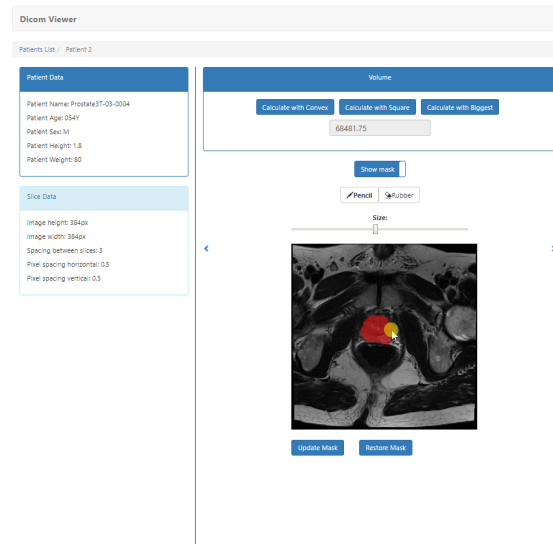 Dicom Viewer
Patients List / Patient 2
Patient Data
Patient Name: Prostate3T-03-0004
Patient Age: 054Y
Patient Sex: M
Patient Height: 1.8
Patient Weight: 80
Slice Data
Image height: 384px
Image width: 384px
Spacing between slices: 3
Pixel spacing horizontal: 0.5
Pixel spacing vertical: 0.5
Volume
Calculate with Convex Calculate with Square Calculate with Biggest
68481.75
Show mask
Pencil Rubber
Size:
Update Mask Restore Mask